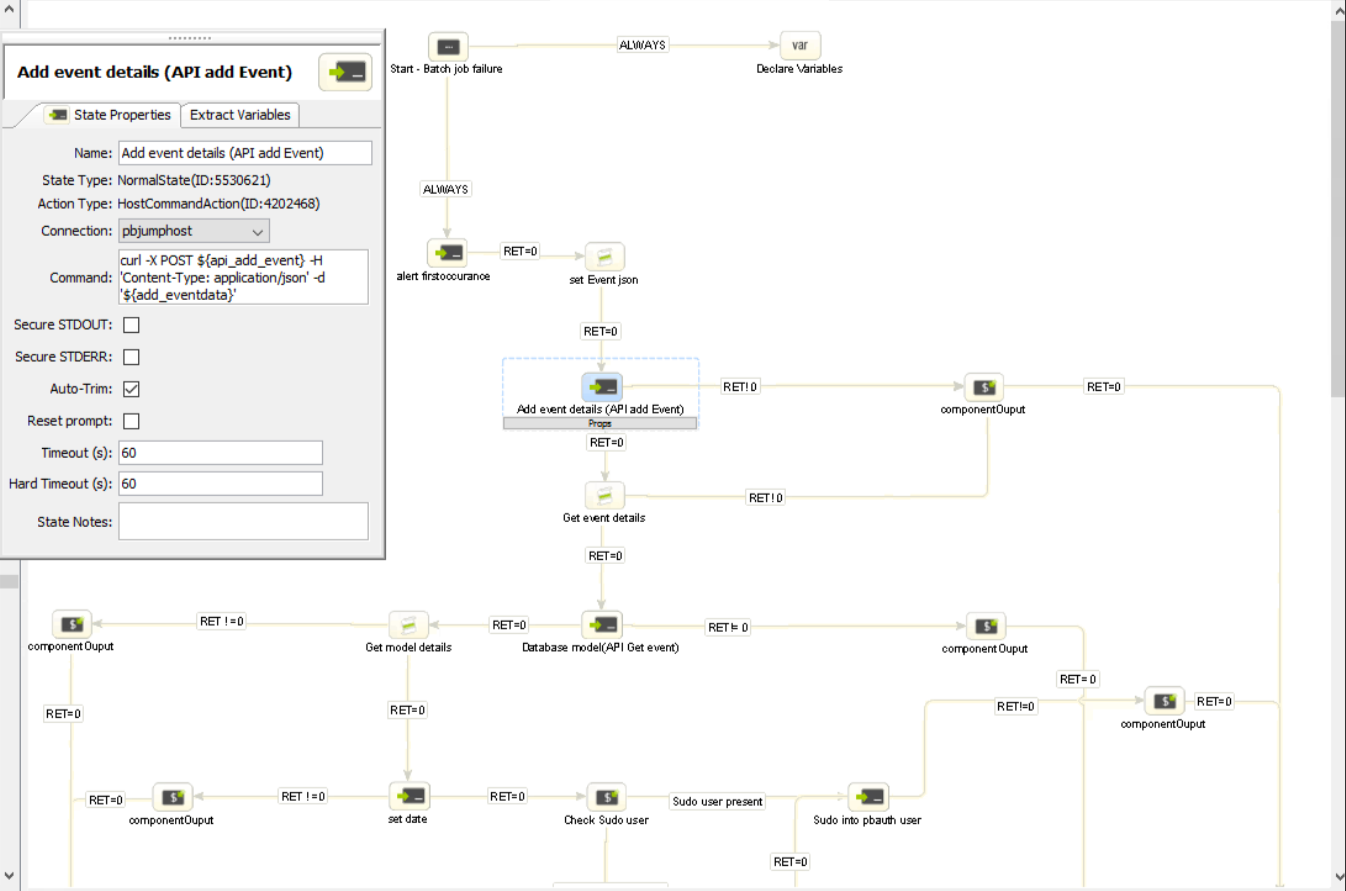 Add event details (API add Event)
State Properties
Extract Variables
Name: Add event details (API add Event)
State Type: NormalState(ID:5530621)
Action Type: HostCommandAction(ID:4202468)
Connection: pbjumphost
Command: curl -X POST ${api_add_event} -H
'Content-Type: application/json' -d
'${add_eventdata}'
Secure STDOUT:
Secure STDERR:
Auto-Trim:
Reset prompt:
Timeout (s): 60
Hard Timeout (s): 60
State Notes:
ALWAYS
var
Start - Batch job failure
Declare Variables
ALWAYS
RET=0
alert firstoccurance
set Event json
RET=0
RET!0
$
RET=0
Add event details (API add Event)
componentOuput
Props
RET=0
RET!0
Get event details
RET=0
$
RET !=0
RET=0
RET!= 0
$
componentOuput
Get model details
Database model(API Get event)
componentOuput
RET= 0
RET=0
RET=0
RET!=0
$
RET=0
componentOuput
RET=0
$
RET !=0
RET=0
$
Sudo user present
componentOuput
set date
Check Sudo user
Sudo into pbauth user
RET=0